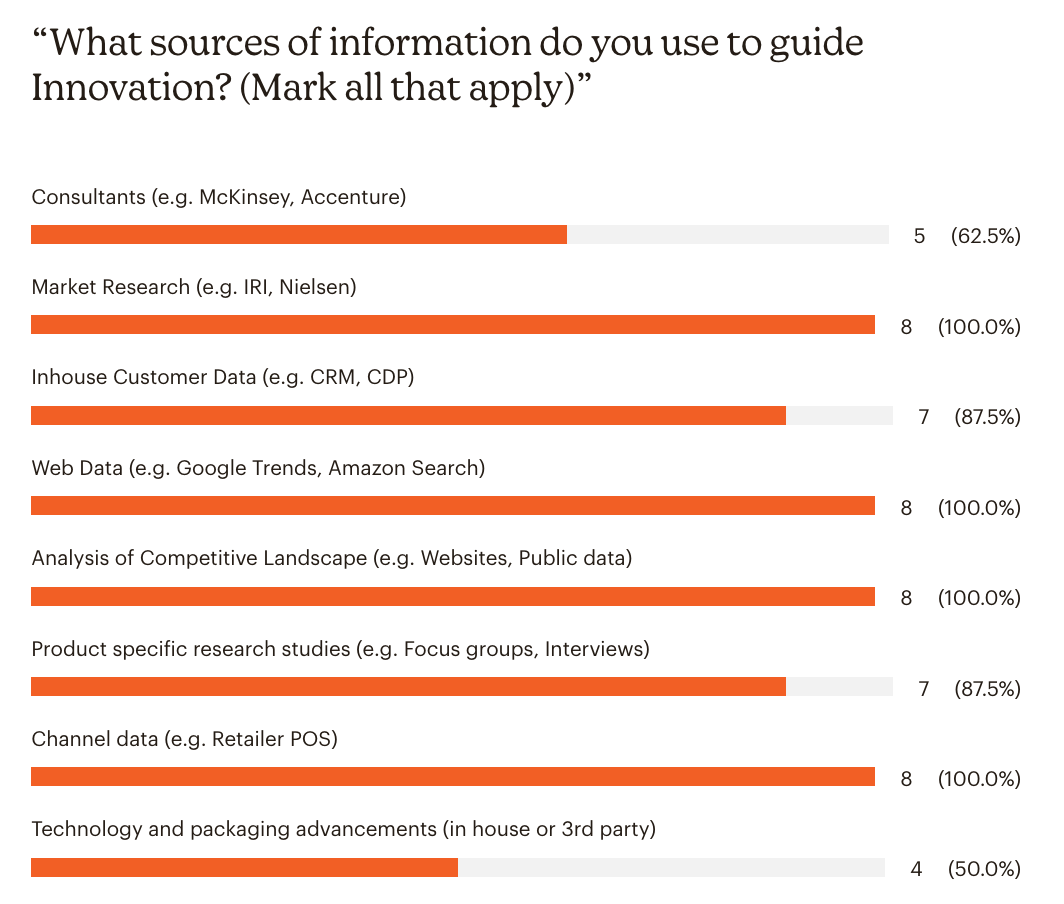 “What sources of information do you use to guide
Innovation? (Mark all that apply)”
Consultants (e.g. McKinsey, Accenture)
5 (62.5%)
Market Research (e.g. IRI, Nielsen)
8 (100.0%)
Inhouse Customer Data (e.g. CRM, CDP)
7 (87.5%)
Web Data (e.g. Google Trends, Amazon Search)
8 (100.0%)
Analysis of Competitive Landscape (e.g. Websites, Public data)
8 (100.0%)
Product specific research studies (e.g. Focus groups, Interviews)
7 (87.5%)
Channel data (e.g. Retailer POS)
8 (100.0%)
Technology and packaging advancements (in house or 3rd party)
4 (50.0%)